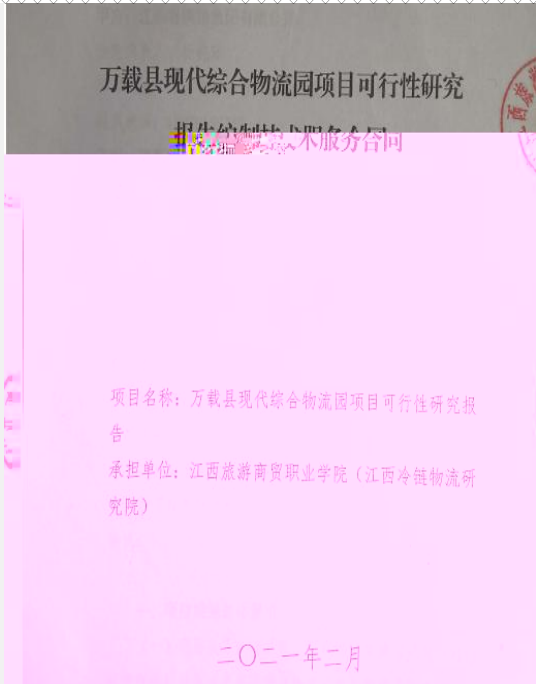 万载县现代综合物流园项目可行性研究
报告编制技术服务合同
项目名称：万载县现代综合物流园项目可行性研究报
告
承担单位：江西旅游商贸职业学院（江西冷链物流研
究院）
二〇二一年二月
西旅